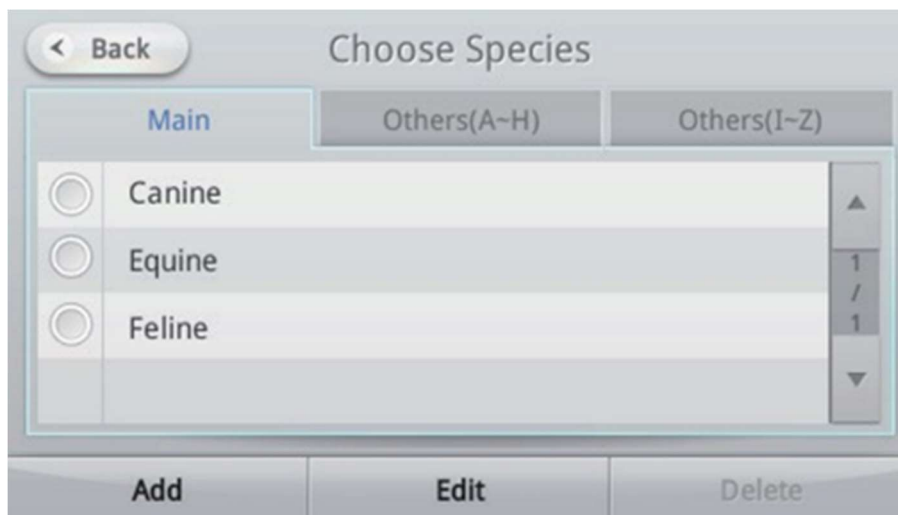 Back
Choose Species
Main
Others(A~H)
Others(I~Z)
Canine
Equine
Feline
1
/
1
Add
Edit
Delete